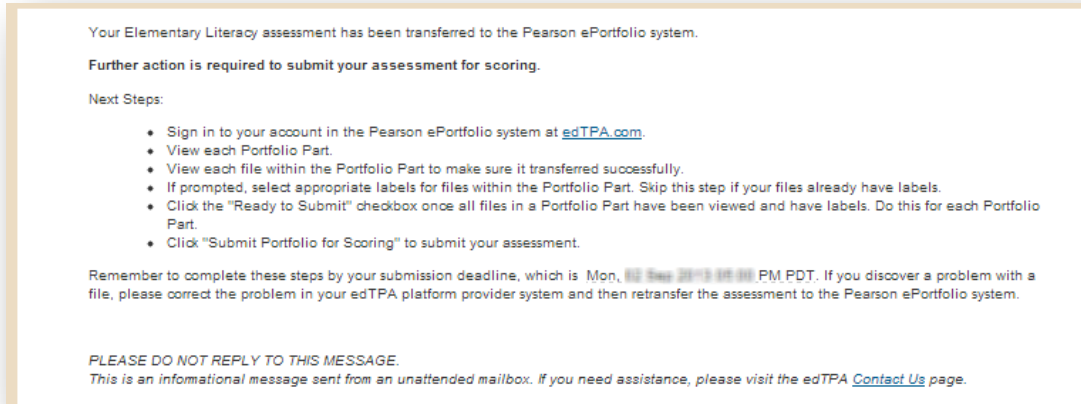 Your Elementary Literacy assessment has been transferred to the Pearson ePortfolio system.
Further action is required to submit your assessment for scoring.
Next Steps:
• Sign in to your account in the Pearson ePortfolio system at edTPA.com.
• View each Portfolio Part.
• View each file within the Portfolio Part to make sure it transferred successfully.
• If prompted, select appropriate labels for files within the Portfolio Part. Skip this step if your files already have labels.
• Click the "Ready to Submit" checkbox once all files in a Portfolio Part have been viewed and have labels. Do this for each Portfolio
Part.
• Click "Submit Portfolio for Scoring" to submit your assessment.
Remember to complete these steps by your submission deadline, which is Mon, PM PDT. If you discover a problem with a
file, please correct the problem in your edTPA platform provider system and then retransfer the assessment to the Pearson ePortfolio system.
PLEASE DO NOT REPLY TO THIS MESSAGE.
This is an informational message sent from an unattended mailbox. If you need assistance, please visit the edTPA Contact Us page.